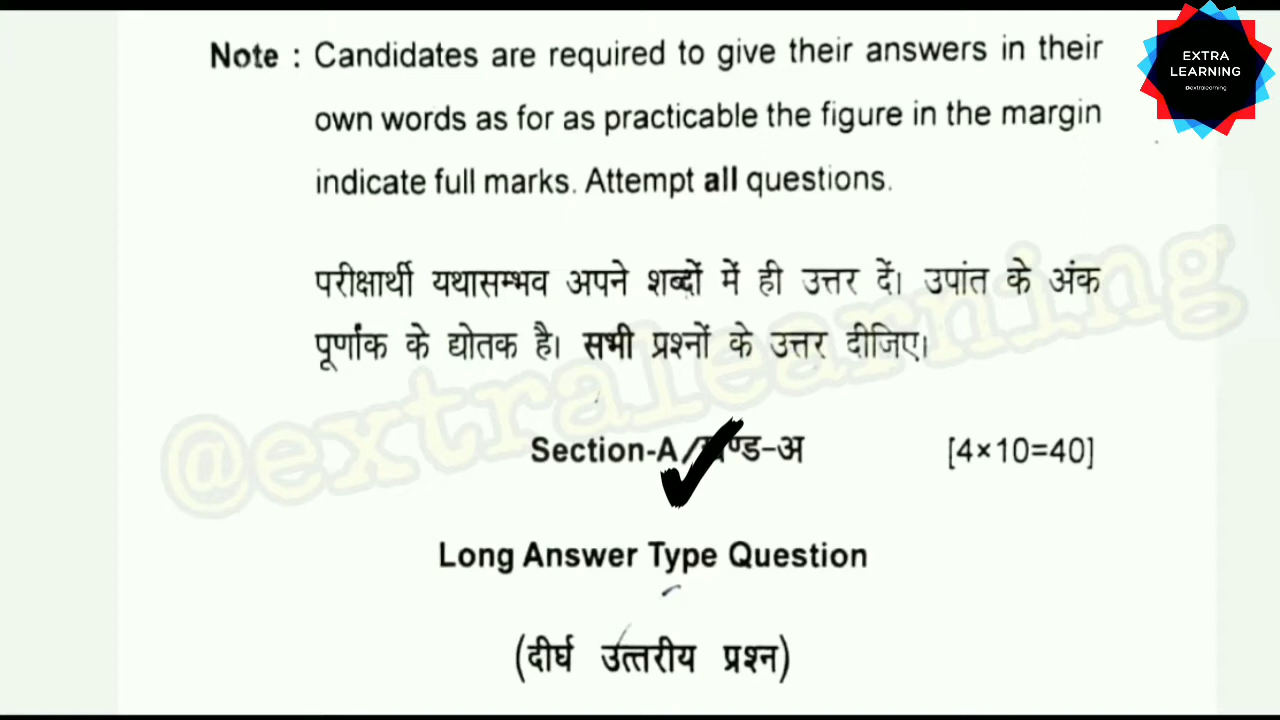 Note : Candidates are required to give their answers in their
own words as for as practicable the figure in the margin
indicate full marks. Attempt all questions.
परीक्षार्थी यथासम्भव अपने शब्दों में ही उत्तर दें। उपांत के अंक
पूर्णांक के द्योतक है। सभी प्रश्नों के उत्तर दीजिए।
Section-A/ण्ड-अ [4×10=40]
Long Answer Type Question
(दीर्घ उत्तरीय प्रश्न)
EXTRA
LEARNING
@extralearning
@extralearning